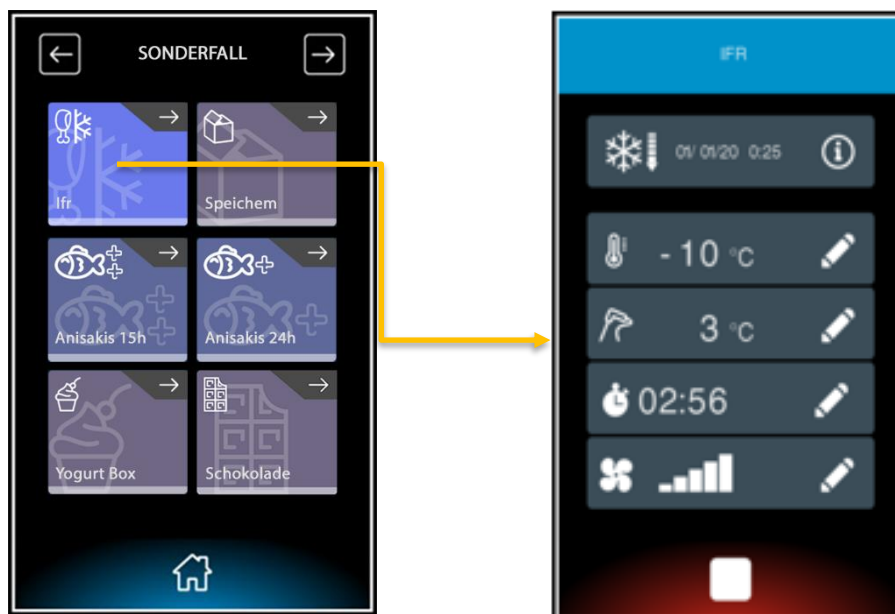 SONDERFALL
Ifr
Speichem
Anisakis 15h
Anisakis 24h
Yogurt Box
Schokolade
IFR
01/ 01/20 0:25
- 10 °C
3 °C
02:56